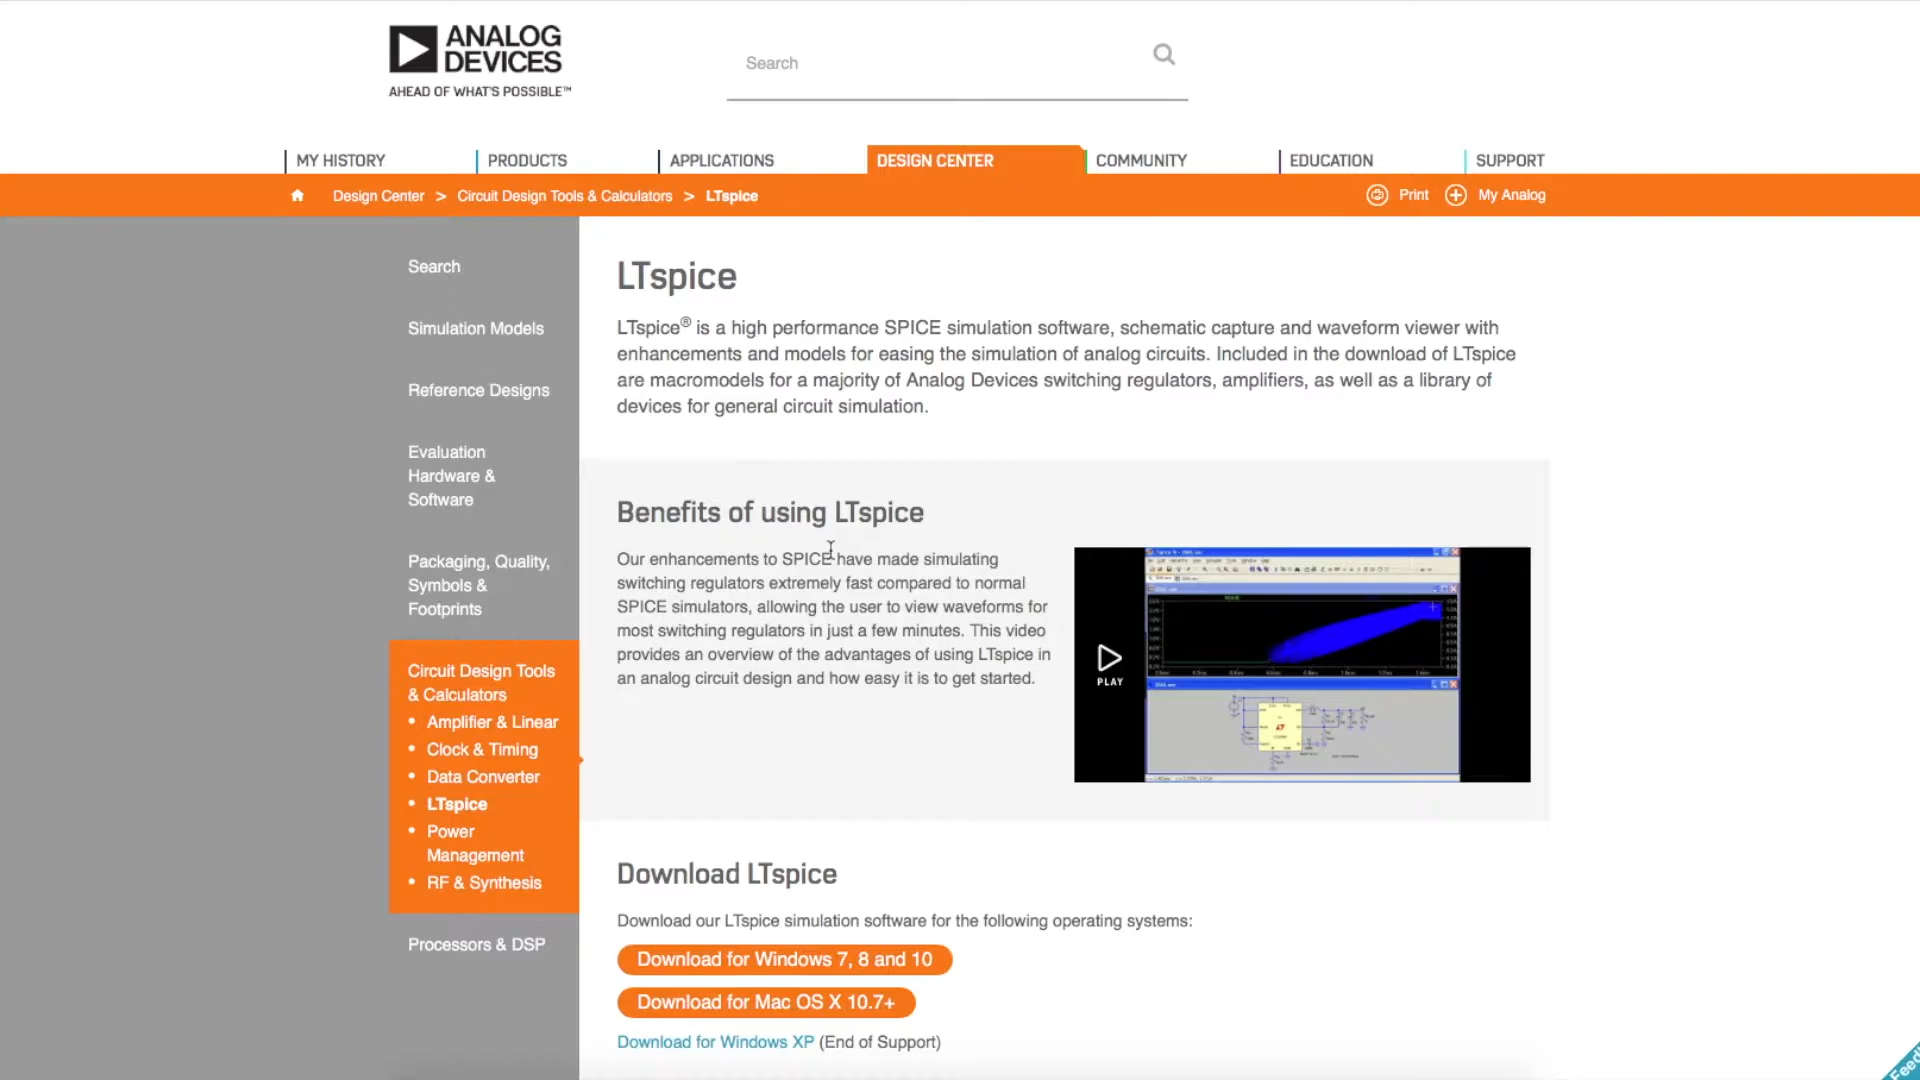 ANALOG
DEVICES
AHEAD OF WHAT'S POSSIBLE™
Search
MY HISTORY
PRODUCTS
APPLICATIONS
DESIGN CENTER
COMMUNITY
EDUCATION
SUPPORT
Design Center > Circuit Design Tools & Calculators > LTspice
Print
My Analog
Search
Simulation Models
Reference Designs
Evaluation
Hardware &
Software
Packaging, Quality,
Symbols &
Footprints
Circuit Design Tools
& Calculators
• Amplifier & Linear
• Clock & Timing
• Data Converter
• LTspice
• Power
Management
• RF & Synthesis
Processors & DSP
LTspice
LTspice® is a high performance SPICE simulation software, schematic capture and waveform viewer with
enhancements and models for easing the simulation of analog circuits. Included in the download of LTspice
are macromodels for a majority of Analog Devices switching regulators, amplifiers, as well as a library of
devices for general circuit simulation.
Benefits of using LTspice
Our enhancements to SPICE have made simulating
switching regulators extremely fast compared to normal
SPICE simulators, allowing the user to view waveforms for
most switching regulators in just a few minutes. This video
provides an overview of the advantages of using LTspice in
an analog circuit design and how easy it is to get started.
PLAY
Download LTspice
Download our LTspice simulation software for the following operating systems:
Download for Windows 7, 8 and 10
Download for Mac OS X 10.7+
Download for Windows XP (End of Support)